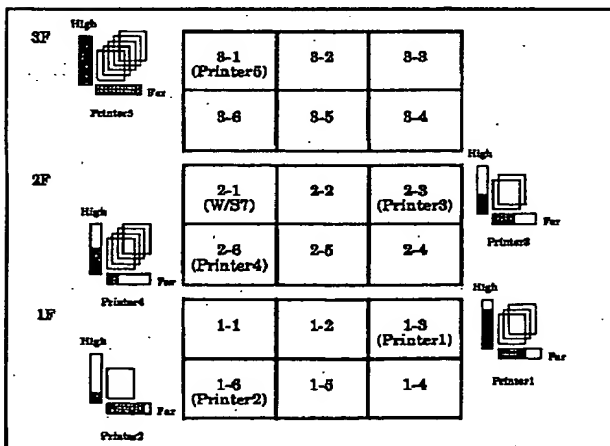 3F
High
Far
Printer5
3-1
(Printer5)
3-2
3-3
3-6
3-5
3-4
2F
High
Far
Printer4
2-1
(W/S7)
2-2
2-3
(Printer3)
2-6
(Printer4)
2-5
2-4
High
Far
Printer3
1F
High
Far
Printer2
1-1
1-2
1-3
(Printer1)
1-6
(Printer2)
1-5
1-4
High
Far
Printer1